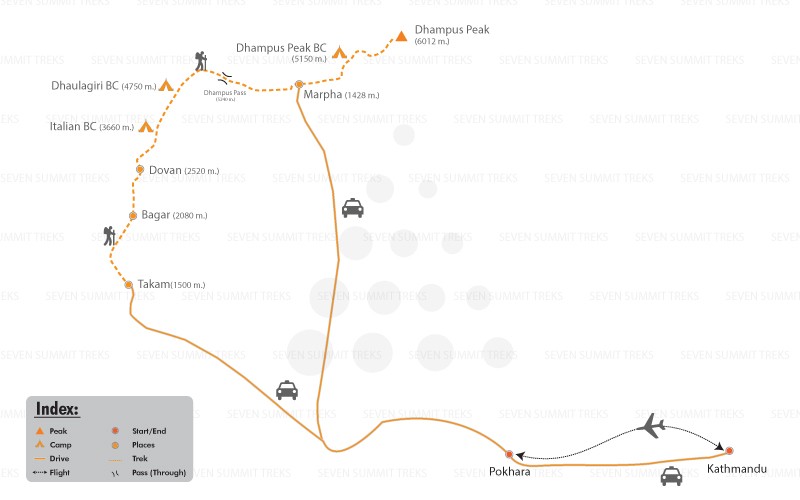 SEVEN SUMMIT TREKS
Dhampus Peak
(6012 m.)
Dhampus Peak BC
(5150 m.)
Dhaulagiri BC (4750 m.)
Dhampus Pass
Marpha (1428 m.)
Italian BC (3660 m.)
Dovan (2520 m.)
Bagar (2080 m.)
Takam(1500 m.)
Pokhara
Kathmandu
Index:
Peak
Start/End
Camp
Places
Drive
Trek
Flight
Pass (Through)